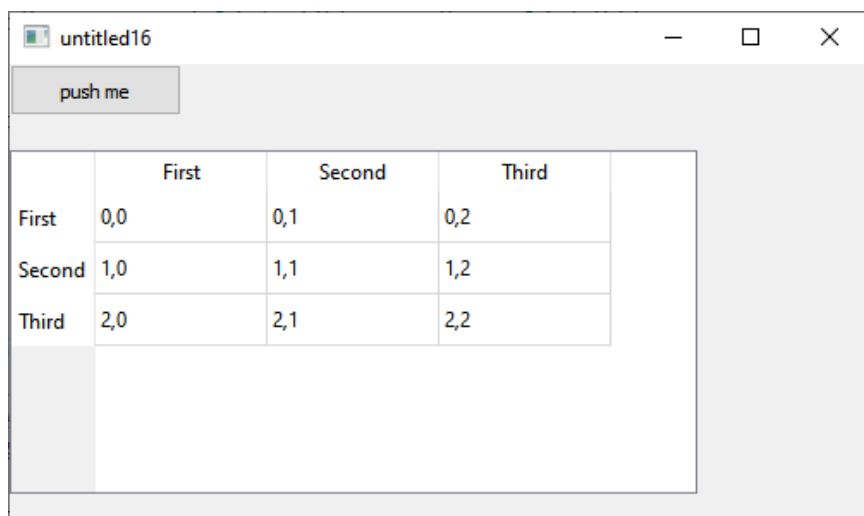 untitled16
push me
First Second Third
First 0,0 0,1 0,2
Second 1,0 1,1 1,2
Third 2,0 2,1 2,2